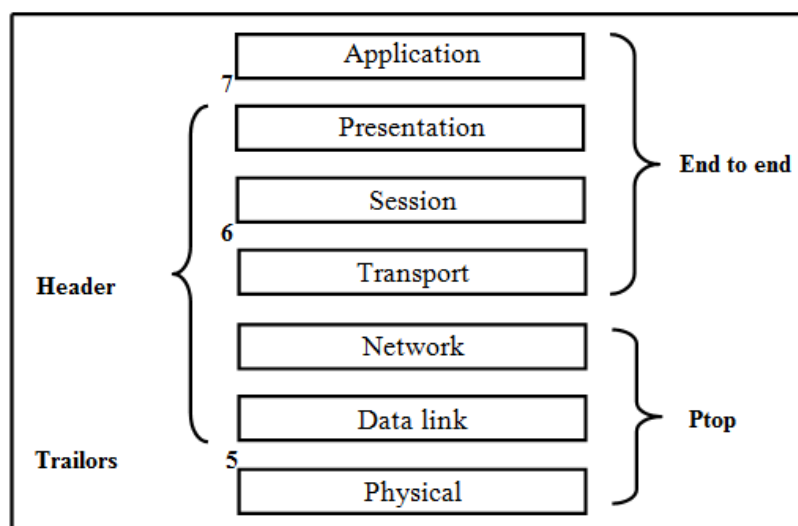 Application
7
Presentation
End to end
Session
6
Transport
Header
Network
Data link
Ptop
Trailors
5
Physical